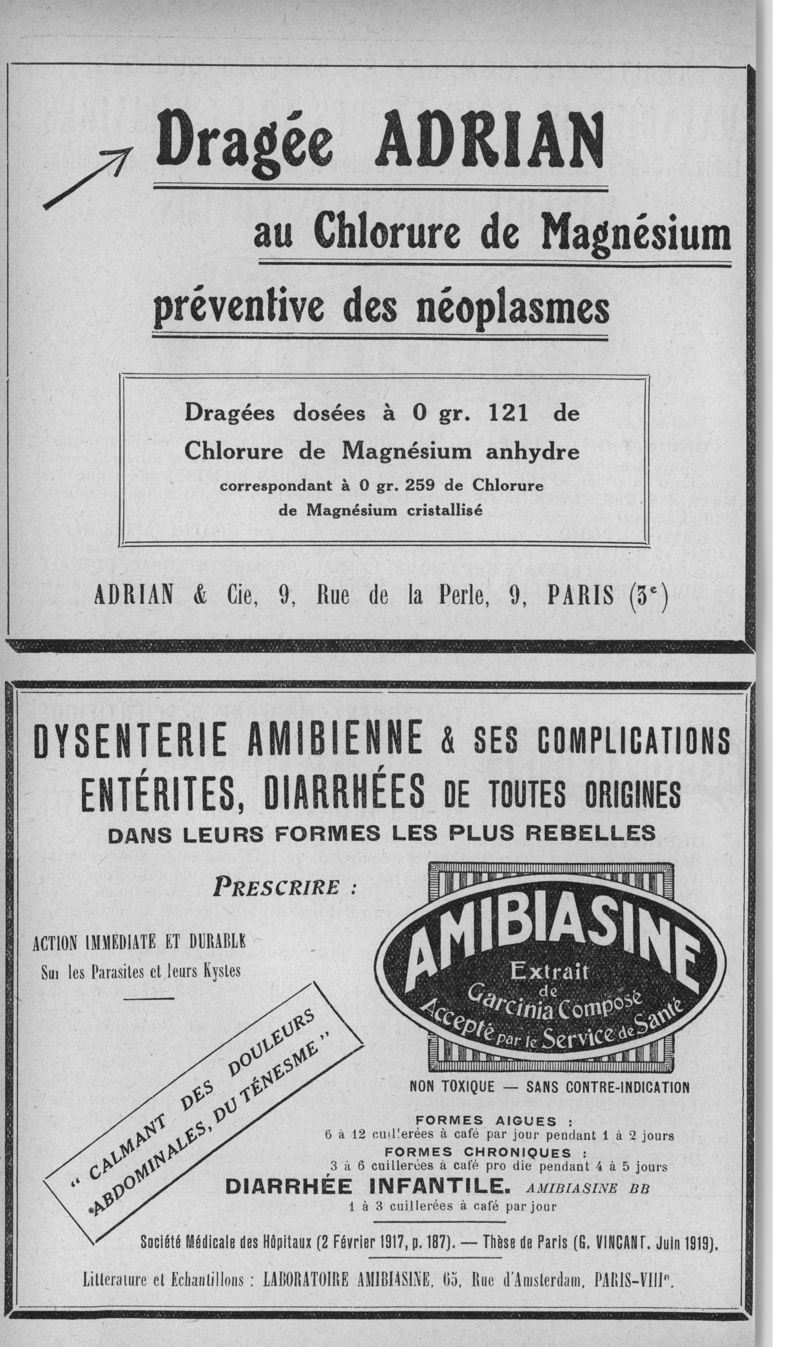 Dragée ADRIAN
au Chlorure de Magnésium
préventive des néoplasmes
Dragées dosées à 0 gr. 121 de
Chlorure de Magnésium anhydre
correspondant à 0 gr. 259 de Chlorure
de Magnésium cristallisé
ADRIAN & Cie, 9, Rue de la Perle, 9, PARIS (3e)
DYSENTERIE AMIBIENNE & SES COMPLICATIONS
ENTÉRITES, DIARRHÉES DE TOUTES ORIGINES
DANS LEURS FORMES LES PLUS REBELLES
PRESCRIRE :
ACTION IMMÉDIATE ET DURABLE
Sur les Parasites et leurs Kystes
AMIBIASINE
Extrait
de
Garcinia Composé
Accepté par le Service de Santé
NON TOXIQUE — SANS CONTRE-INDICATION
" CALMANT DES DOULEURS
ABDOMINALES, DU TÉNESME "
FORMES AIGUES :
6 à 12 cuil'erées à café par jour pendant 1 à 2 jours
FORMES CHRONIQUES :
3 à 6 cuillerées à café pro die pendant 4 à 5 jours
DIARRHÉE INFANTILE. AMIBIASINE BB
1 à 3 cuillerées à café par jour
Société Médicale des Hôpitaux (2 Février 1917, p. 187). — Thèse de Paris (G. VINCANT. Juin 1919).
Littérature et Echantillons : LABORATOIRE AMIBIASINE, 65, Rue d'Amsterdam, PARIS-VIIIe.